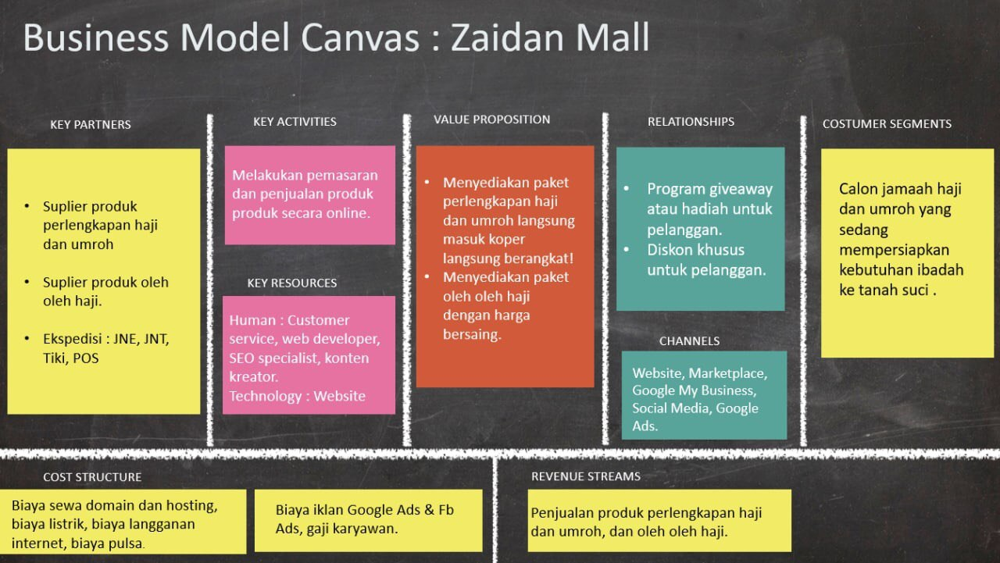 Business Model Canvas : Zaidan Mall
KEY PARTNERS
• Suplier produk
perlengkapan haji
dan umroh
• Suplier produk oleh
oleh haji.
• Ekspedisi : JNE, JNT,
Tiki, POS
KEY ACTIVITIES
Melakukan pemasaran
dan penjualan produk
produk secara online.
KEY RESOURCES
Human : Customer
service, web developer,
SEO specialist, konten
kreator.
Technology : Website
VALUE PROPOSITION
• Menyediakan paket
perlengkapan haji
dan umroh langsung
masuk koper
langsung berangkat!
• Menyediakan paket
oleh oleh haji
dengan harga
bersaing.
RELATIONSHIPS
• Program giveaway
atau hadiah untuk
pelanggan.
• Diskon khusus
untuk pelanggan.
CHANNELS
Website, Marketplace,
Google My Business,
Social Media, Google
Ads.
COSTUMER SEGMENTS
Calon jamaah haji
dan umroh yang
sedang
mempersiapkan
kebutuhan ibadah
ke tanah suci .
COST STRUCTURE
Biaya sewa domain dan hosting,
biaya listrik, biaya langganan
internet, biaya pulsa.
Biaya iklan Google Ads & Fb
Ads, gaji karyawan.
REVENUE STREAMS
Penjualan produk perlengkapan haji
dan umroh, dan oleh oleh haji.